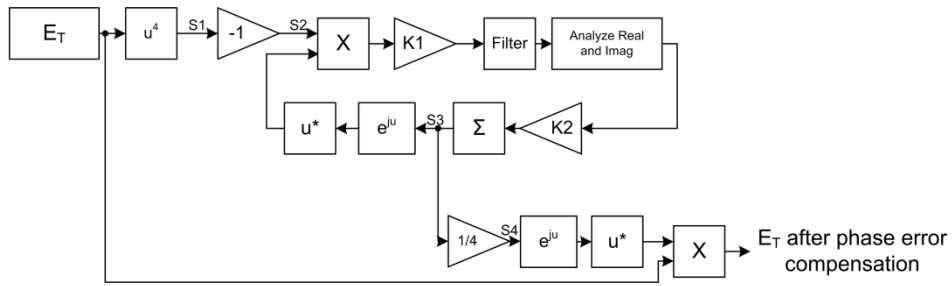 E_T
u^4
S1
-1
S2
X
K1
Filter
Analyze Real
and Imag
u*
e^ju
S3
Σ
K2
1/4
S4
e^ju
u*
X
E_T after phase error
compensation